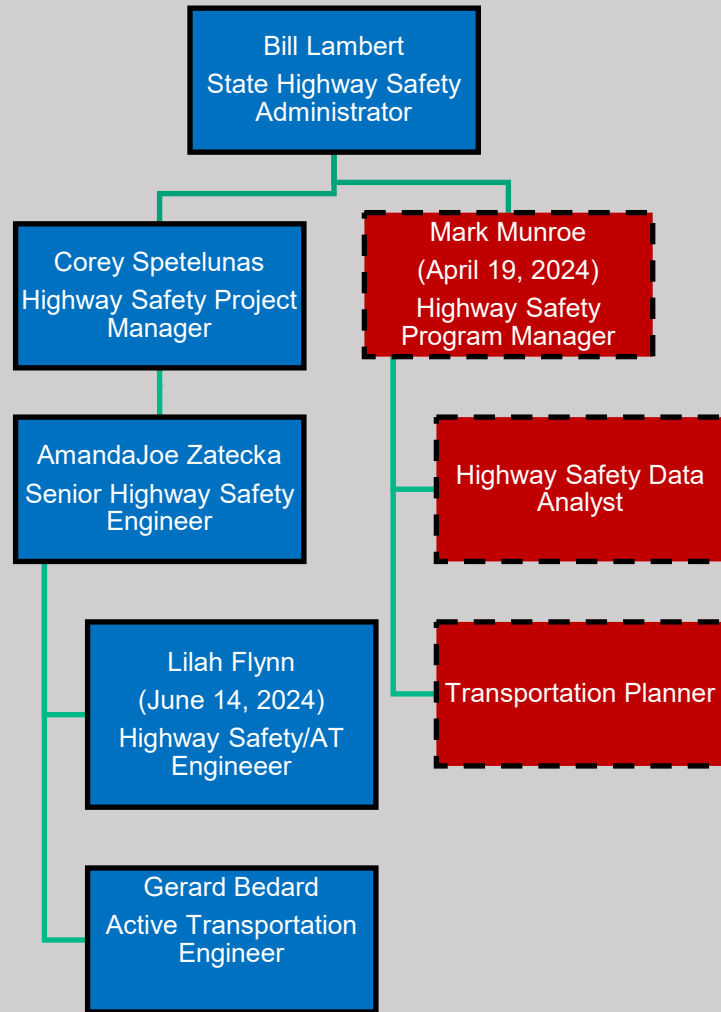 Bill Lambert
State Highway Safety
Administrator
Corey Spetelunas
Highway Safety Project
Manager
Mark Munroe
(April 19, 2024)
Highway Safety
Program Manager
AmandaJoe Zatecka
Senior Highway Safety
Engineer
Highway Safety Data
Analyst
Lilah Flynn
(June 14, 2024)
Highway Safety/AT
Engineeer
Transportation Planner
Gerard Bedard
Active Transportation
Engineer